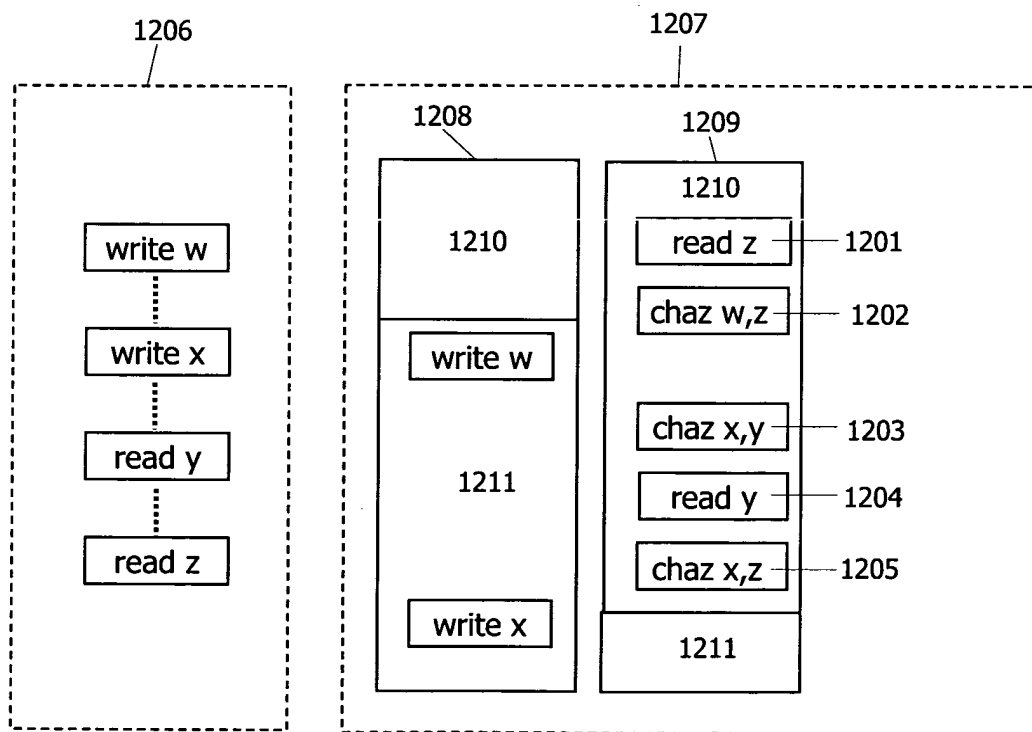 1206
write w
write x
read y
read z
1207
1208
1210
write w
1211
write x
1209
1210
read z
1201
chaz w,z
1202
chaz x,y
1203
read y
1204
chaz x,z
1205
1211